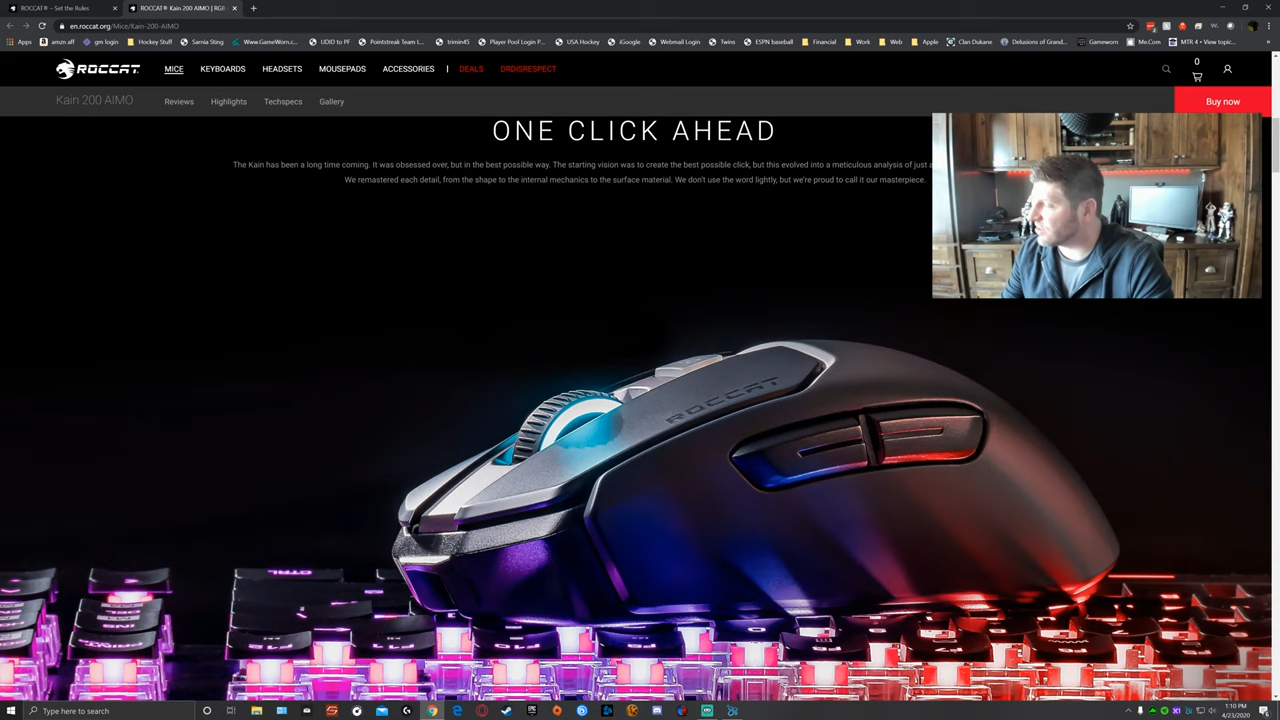 ROCCAT® – Set the Rules
ROCCAT® Kain 200 AIMO | RGB
en.roccat.org/Mice/Kain-200-AIMO
Apps amzn aff gm login Hockey Stuff Sarnia Sting Www.GameWorn.c... UDID to PF Pointstreak Team L... trimin45 Player Pool Login P... USA Hockey iGoogle Webmail Login Twins ESPN baseball Financial Work Web Apple Clan Dukane Delusions of Grand... Gameworn Me.Com MTR 4 • View topic...
ROCCAT MICE KEYBOARDS HEADSETS MOUSEPADS ACCESSORIES | DEALS DRDISRESPECT 0
Kain 200 AIMO Reviews Highlights Techspecs Gallery Buy now
ONE CLICK AHEAD
The Kain has been a long time coming. It was obsessed over, but in the best possible way. The starting vision was to create the best possible click, but this evolved into a meticulous analysis of just
We remastered each detail, from the shape to the internal mechanics to the surface material. We don't use the word lightly, but we're proud to call it our masterpiece.
ROCCAT
Type here to search
1:10 PM
4/23/2020